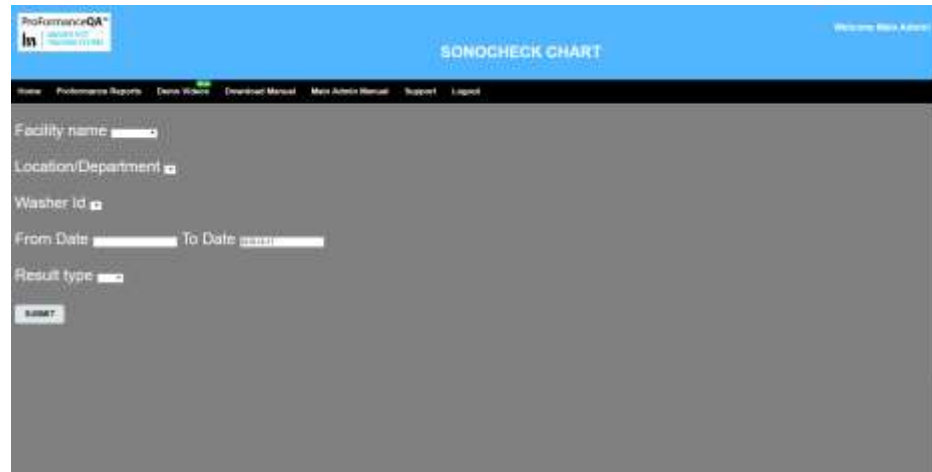 ProFormanceQA™
Welcome Main Admin!
SONOCHECK CHART
Home Proformance Reports Demo Videos Download Manual Main Admin Manual Support Logout
Facility name
Location/Department
Washer Id
From Date To Date
Result type
SUBMIT